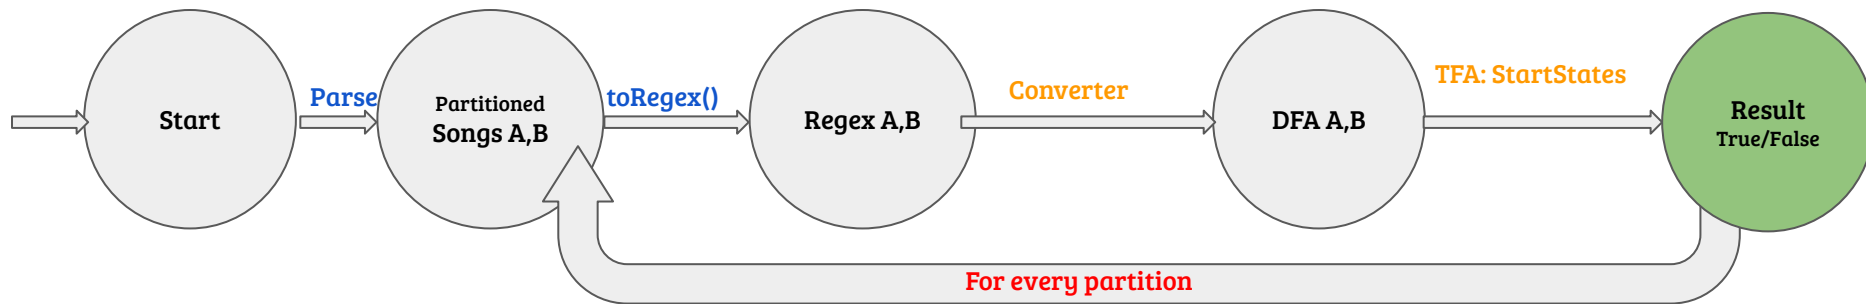 Start
Parse
Partitioned
Songs A,B
toRegex()
Regex A,B
Converter
DFA A,B
TFA: StartStates
Result
True/False
For every partition